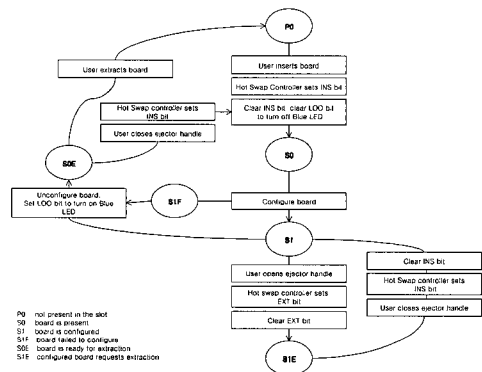 P0
User extracts board
User inserts board
Hot Swap Controller sets INS bit
Hot Swap controller sets
INS bit
Clear INS bit clear LOO bit
to turn off Blue LED
User closes ejector handle
S0E
S0
Unconfigure board.
Set LOO bit to turn on Blue
LED
S1F
Configure board
S1
User opens ejector handle
Clear INS bit
Hot swap controller sets
EXT bit
Hot Swap controller sets
INS bit
Clear EXT bit
User closes ejector handle
S1E
P0 not present in the slot
S0 board is present
S1 board is configured
S1F board failed to configure
S0E board is ready for extraction
S1E configured board requests extraction